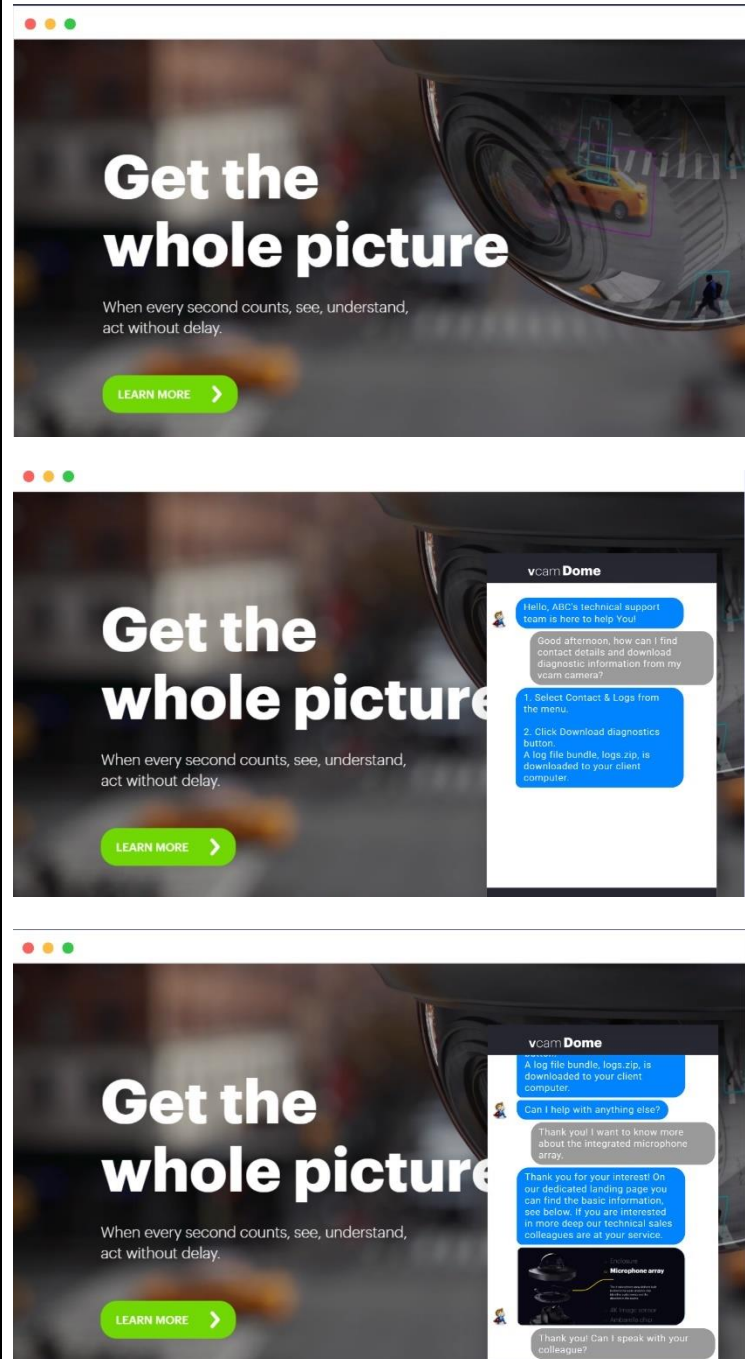 Get the
whole picture
When every second counts, see, understand,
act without delay.
LEARN MORE
vcam Dome
Hello, ABC's technical support
team is here to help You!
Good afternoon, how can I find
contact details and download
diagnostic information from my
vcam camera?
1. Select Contact & Logs from
the menu.
2. Click Download diagnostics
button.
A log file bundle, logs.zip, is
downloaded to your client
computer.
Get the
whole picture
When every second counts, see, understand,
act without delay.
LEARN MORE
vcam Dome
button.
A log file bundle, logs.zip, is
downloaded to your client
computer.
Can I help with anything else?
Thank you! I want to know more
about the integrated microphone
array.
Thank you for your interest! On
our dedicated landing page you
can find the basic information,
see below. If you are interested
in more deep our technical sales
colleagues are at your service.
Enclosure
Microphone array
4K image sensor
Ambarella chip
Thank you! Can I speak with your
colleague?
Get the
whole picture
When every second counts, see, understand,
act without delay.
LEARN MORE